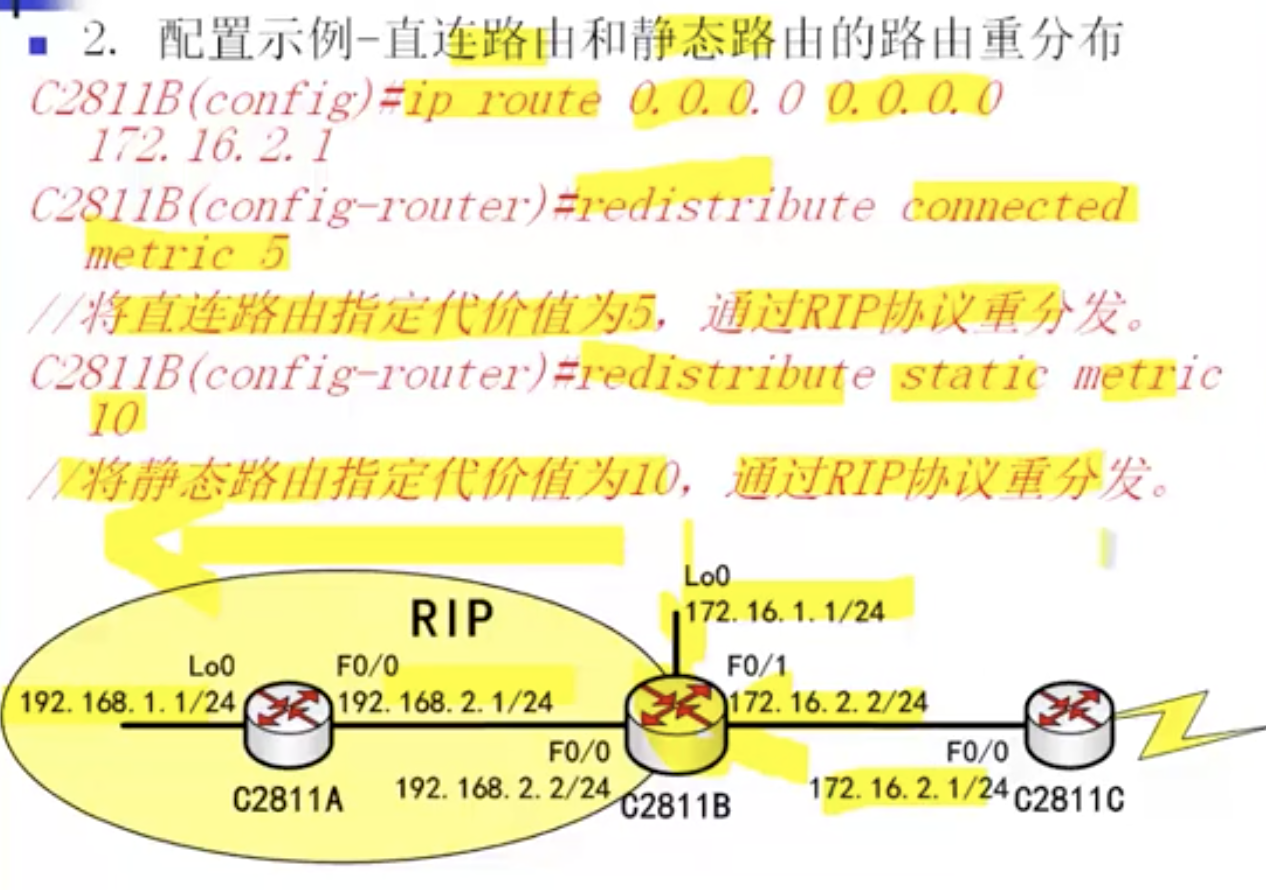 2. 配置示例-直连路由和静态路由的路由重分布
C2811B(config)#ip route 0.0.0.0 0.0.0.0
172.16.2.1
C2811B(config-router)#redistribute connected
metric 5
//将直连路由指定代价值为5，通过RIP协议重分发。
C2811B(config-router)#redistribute static metric
10
//将静态路由指定代价值为10，通过RIP协议重分发。
Lo0
172.16.1.1/24
RIP
Lo0
192.168.1.1/24
F0/0
192.168.2.1/24
F0/1
172.16.2.2/24
F0/0
192.168.2.2/24
F0/0
172.16.2.1/24
C2811A
C2811B
C2811C